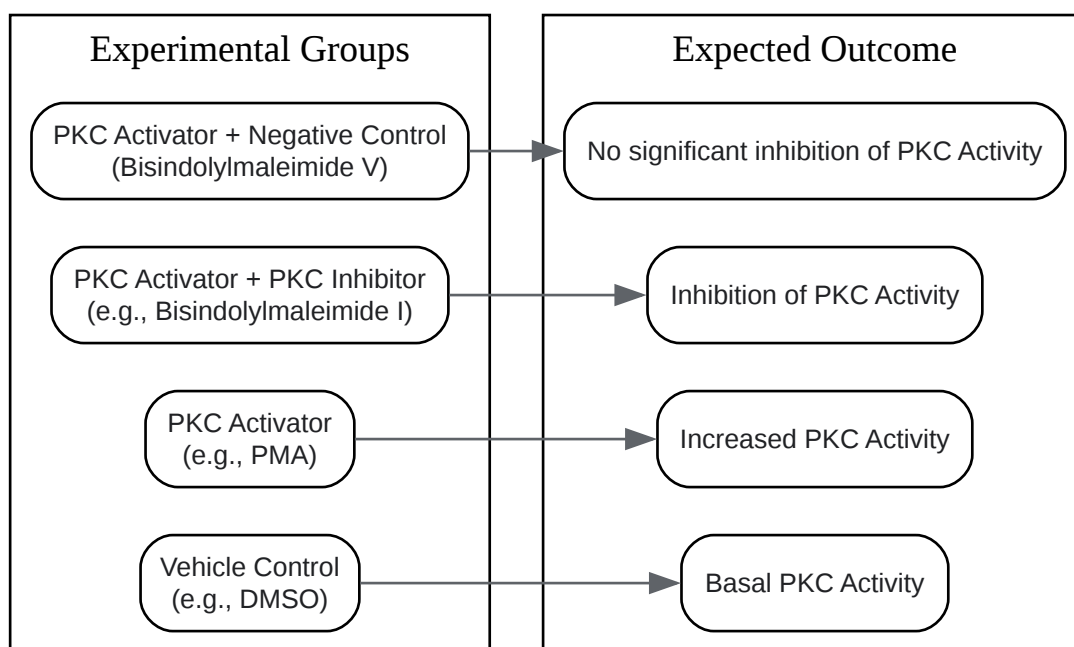 Experimental Groups
Expected Outcome
PKC Activator + Negative Control
(Bisindolylmaleimide V)
No significant inhibition of PKC Activity
PKC Activator + PKC Inhibitor
(e.g., Bisindolylmaleimide I)
Inhibition of PKC Activity
PKC Activator
(e.g., PMA)
Increased PKC Activity
Vehicle Control
(e.g., DMSO)
Basal PKC Activity